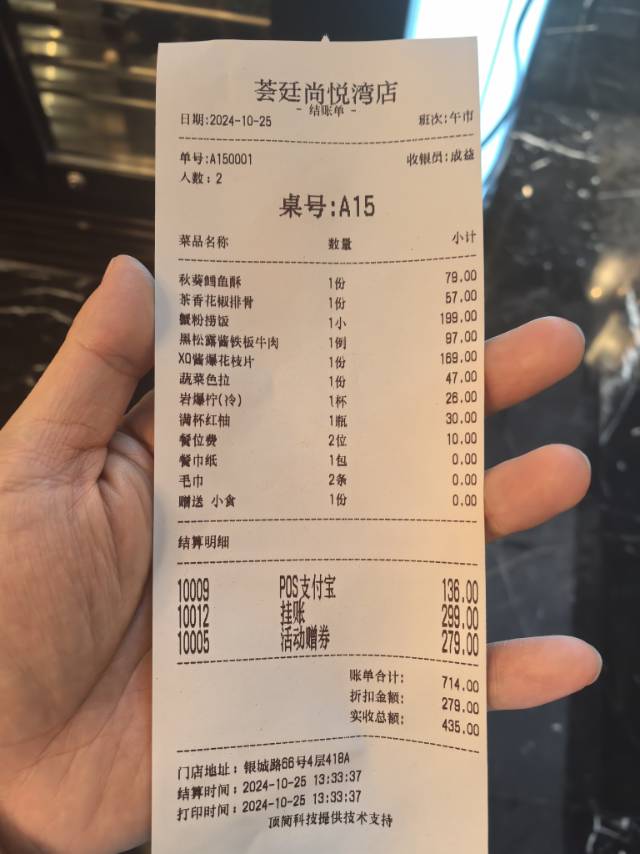 荟廷尚悦湾店
- 结账单 -
日期:2024-10-25 班次:午市
单号:A150001 收银员:成益
人数:2
桌号:A15
菜品名称 数量 小计
秋葵鳕鱼酥 1份 79.00
茶香花椒排骨 1份 57.00
蟹粉捞饭 1小 199.00
黑松露酱铁板牛肉 1例 97.00
XO酱爆花枝片 1份 169.00
蔬菜色拉 1份 47.00
岩爆柠(冷) 1杯 26.00
满杯红柚 1瓶 30.00
餐位费 2位 10.00
餐巾纸 1包 0.00
毛巾 2条 0.00
赠送 小食 1份 0.00
结算明细
10009 POS支付宝 136.00
10012 挂账 299.00
10005 活动赠券 279.00
账单合计: 714.00
折扣金额: 279.00
实收总额: 435.00
门店地址: 银城路66号4层418A
结算时间: 2024-10-25 13:33:37
打印时间: 2024-10-25 13:33:37
顶简科技提供技术支持